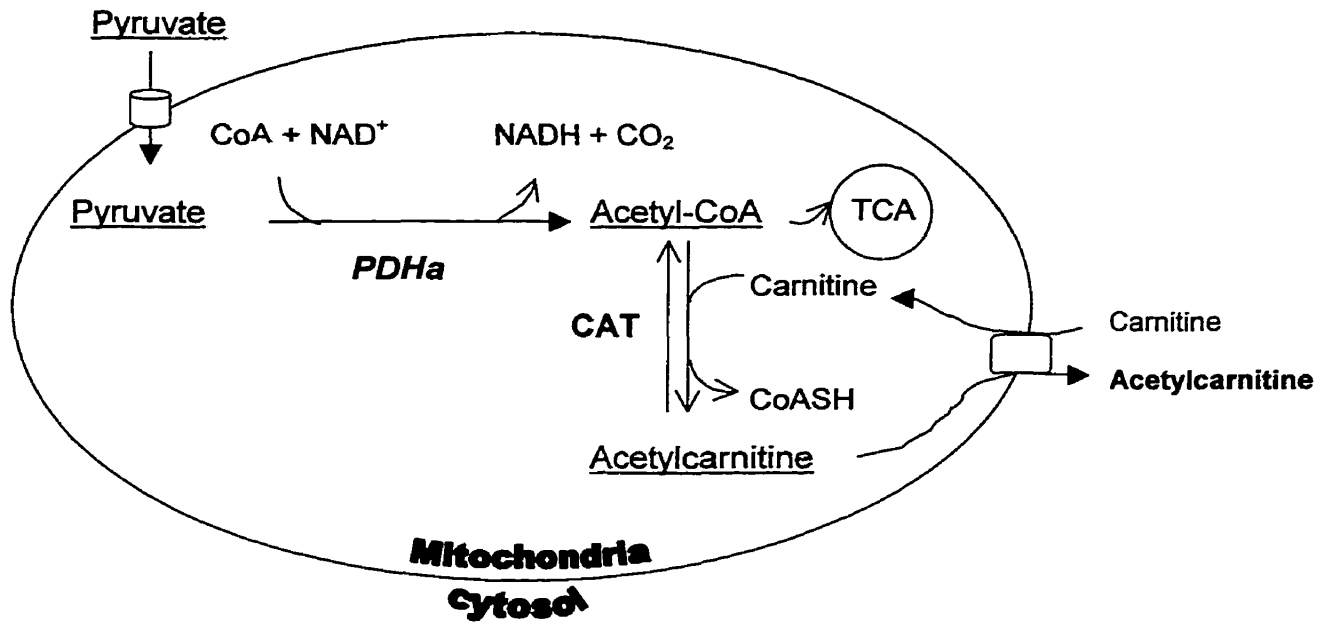 Pyruvate
CoA + NAD⁺
NADH + CO₂
Pyruvate
Acetyl-CoA
TCA
PDHa
Carnitine
CAT
Carnitine
Acetylcarnitine
CoASH
Acetylcarnitine
Mitochondria
cytosol